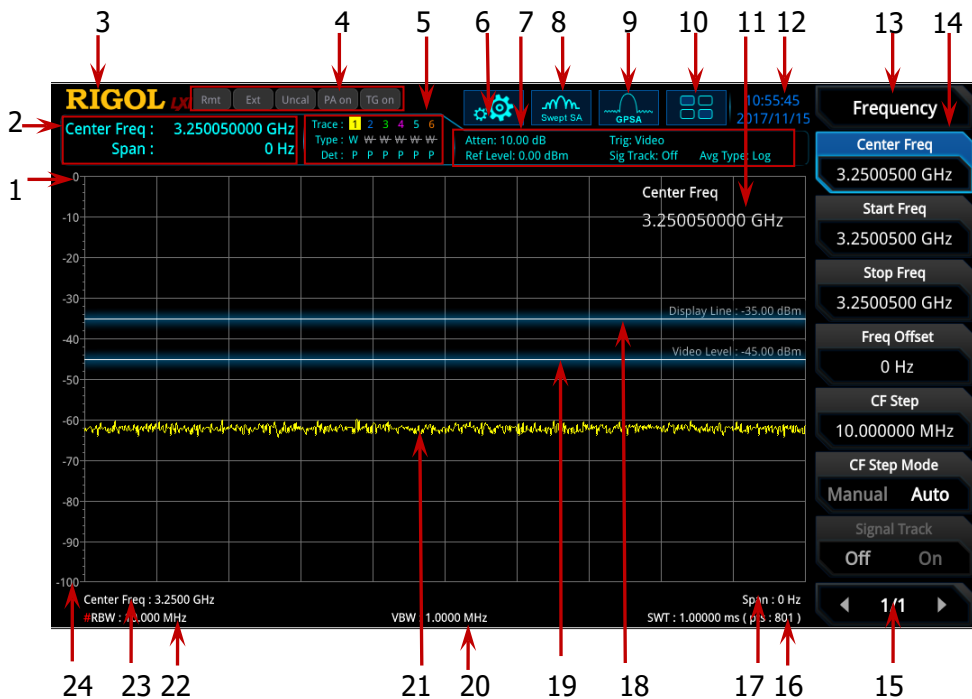 3 4 5 6 7 8 9 10 11 12 13 14
RIGOL
Rmt Ext Uncal PA on TG on
Swept SA
GPSA
10:55:45
2017/11/15
Frequency
2
Center Freq : 3.250050000 GHz
Span : 0 Hz
Trace : 1 2 3 4 5 6
Type : W W W W W W
Det : P P P P P P
Atten: 10.00 dB Trig: Video
Ref Level: 0.00 dBm Sig Track: Off Avg Type: Log
1
0
-10
-20
-30
-40
-50
-60
-70
-80
-90
-100
Center Freq
3.250050000 GHz
Display Line : -35.00 dBm
Video Level : -45.00 dBm
Center Freq
3.2500500 GHz
Start Freq
3.2500500 GHz
Stop Freq
3.2500500 GHz
Freq Offset
0 Hz
CF Step
10.000000 MHz
CF Step Mode
Manual Auto
Signal Track
Off On
1/1
Center Freq : 3.2500 GHz Span : 0 Hz
#RBW : MHz VBW : 1.0000 MHz SWT : 1.00000 ms ( pts : 801 )
24 23 22 21 20 19 18 17 16 15